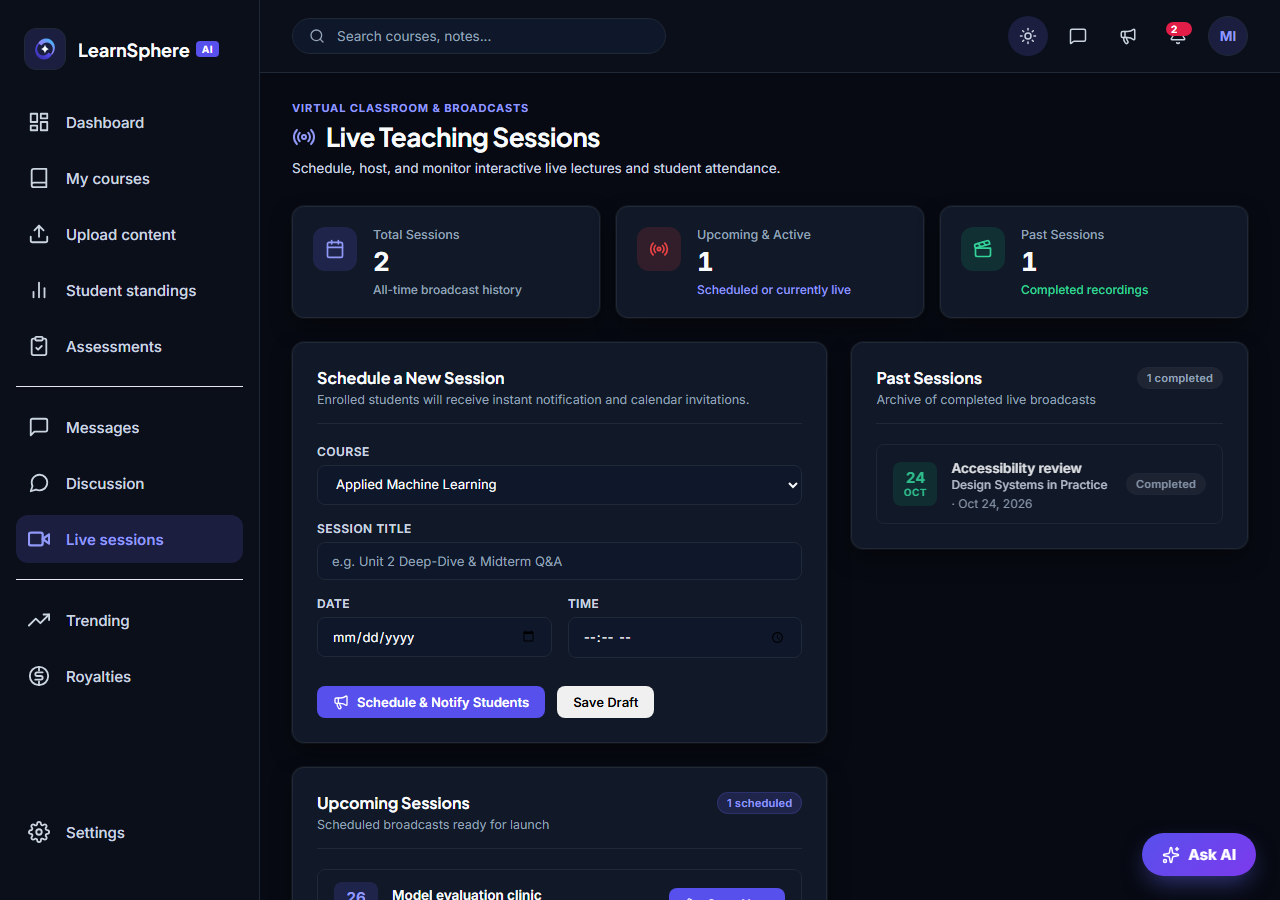 LearnSphere AI
Dashboard
My courses
Upload content
Student standings
Assessments
Messages
Discussion
Live sessions
Trending
Royalties
Settings
Search courses, notes...
2
MI
VIRTUAL CLASSROOM & BROADCASTS
Live Teaching Sessions
Schedule, host, and monitor interactive live lectures and student attendance.
Total Sessions
2
All-time broadcast history
Upcoming & Active
1
Scheduled or currently live
Past Sessions
1
Completed recordings
Schedule a New Session
Enrolled students will receive instant notification and calendar invitations.
COURSE
Applied Machine Learning
SESSION TITLE
e.g. Unit 2 Deep-Dive & Midterm Q&A
DATE
TIME
mm/dd/yyyy
--:-- --
Schedule & Notify Students
Save Draft
Upcoming Sessions
1 scheduled
Scheduled broadcasts ready for launch
26
Model evaluation clinic
Past Sessions
1 completed
Archive of completed live broadcasts
24
OCT
Accessibility review
Design Systems in Practice
· Oct 24, 2026
Completed
Ask AI